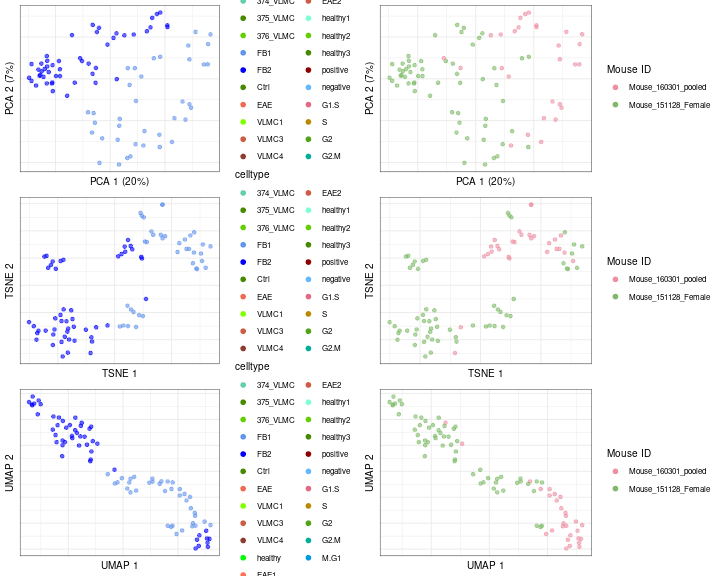 374_VLMC EAE2
375_VLMC healthy1
376_VLMC healthy2
FB1 healthy3
FB2 positive
Ctrl negative
EAE G1.S
VLMC1 S
VLMC3 G2
VLMC4 G2.M
PCA 2 (7%)
PCA 1 (20%)
PCA 2 (7%)
PCA 1 (20%)
Mouse ID
Mouse_160301_pooled
Mouse_151128_Female
celltype
374_VLMC EAE2
375_VLMC healthy1
376_VLMC healthy2
FB1 healthy3
FB2 positive
Ctrl negative
EAE G1.S
VLMC1 S
VLMC3 G2
VLMC4 G2.M
TSNE 2
TSNE 1
TSNE 2
TSNE 1
Mouse ID
Mouse_160301_pooled
Mouse_151128_Female
celltype
374_VLMC EAE2
375_VLMC healthy1
376_VLMC healthy2
FB1 healthy3
FB2 positive
Ctrl negative
EAE G1.S
VLMC1 S
VLMC3 G2
VLMC4 G2.M
healthy M.G1
EAE1
UMAP 2
UMAP 1
UMAP 2
UMAP 1
Mouse ID
Mouse_160301_pooled
Mouse_151128_Female